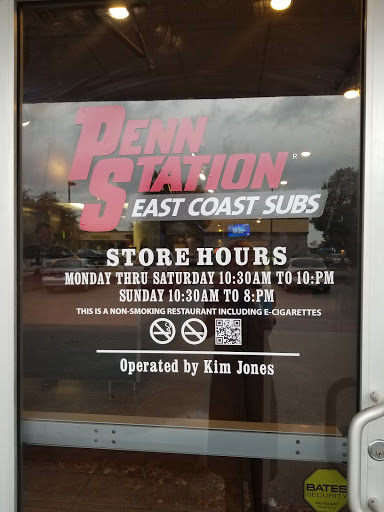 PENN
STATION®
EAST COAST SUBS
STORE HOURS
MONDAY THRU SATURDAY 10:30AM TO 10:PM
SUNDAY 10:30AM TO 8:PM
THIS IS A NON-SMOKING RESTAURANT INCLUDING E-CIGARETTES
Operated by Kim Jones
BATES
SECURITY